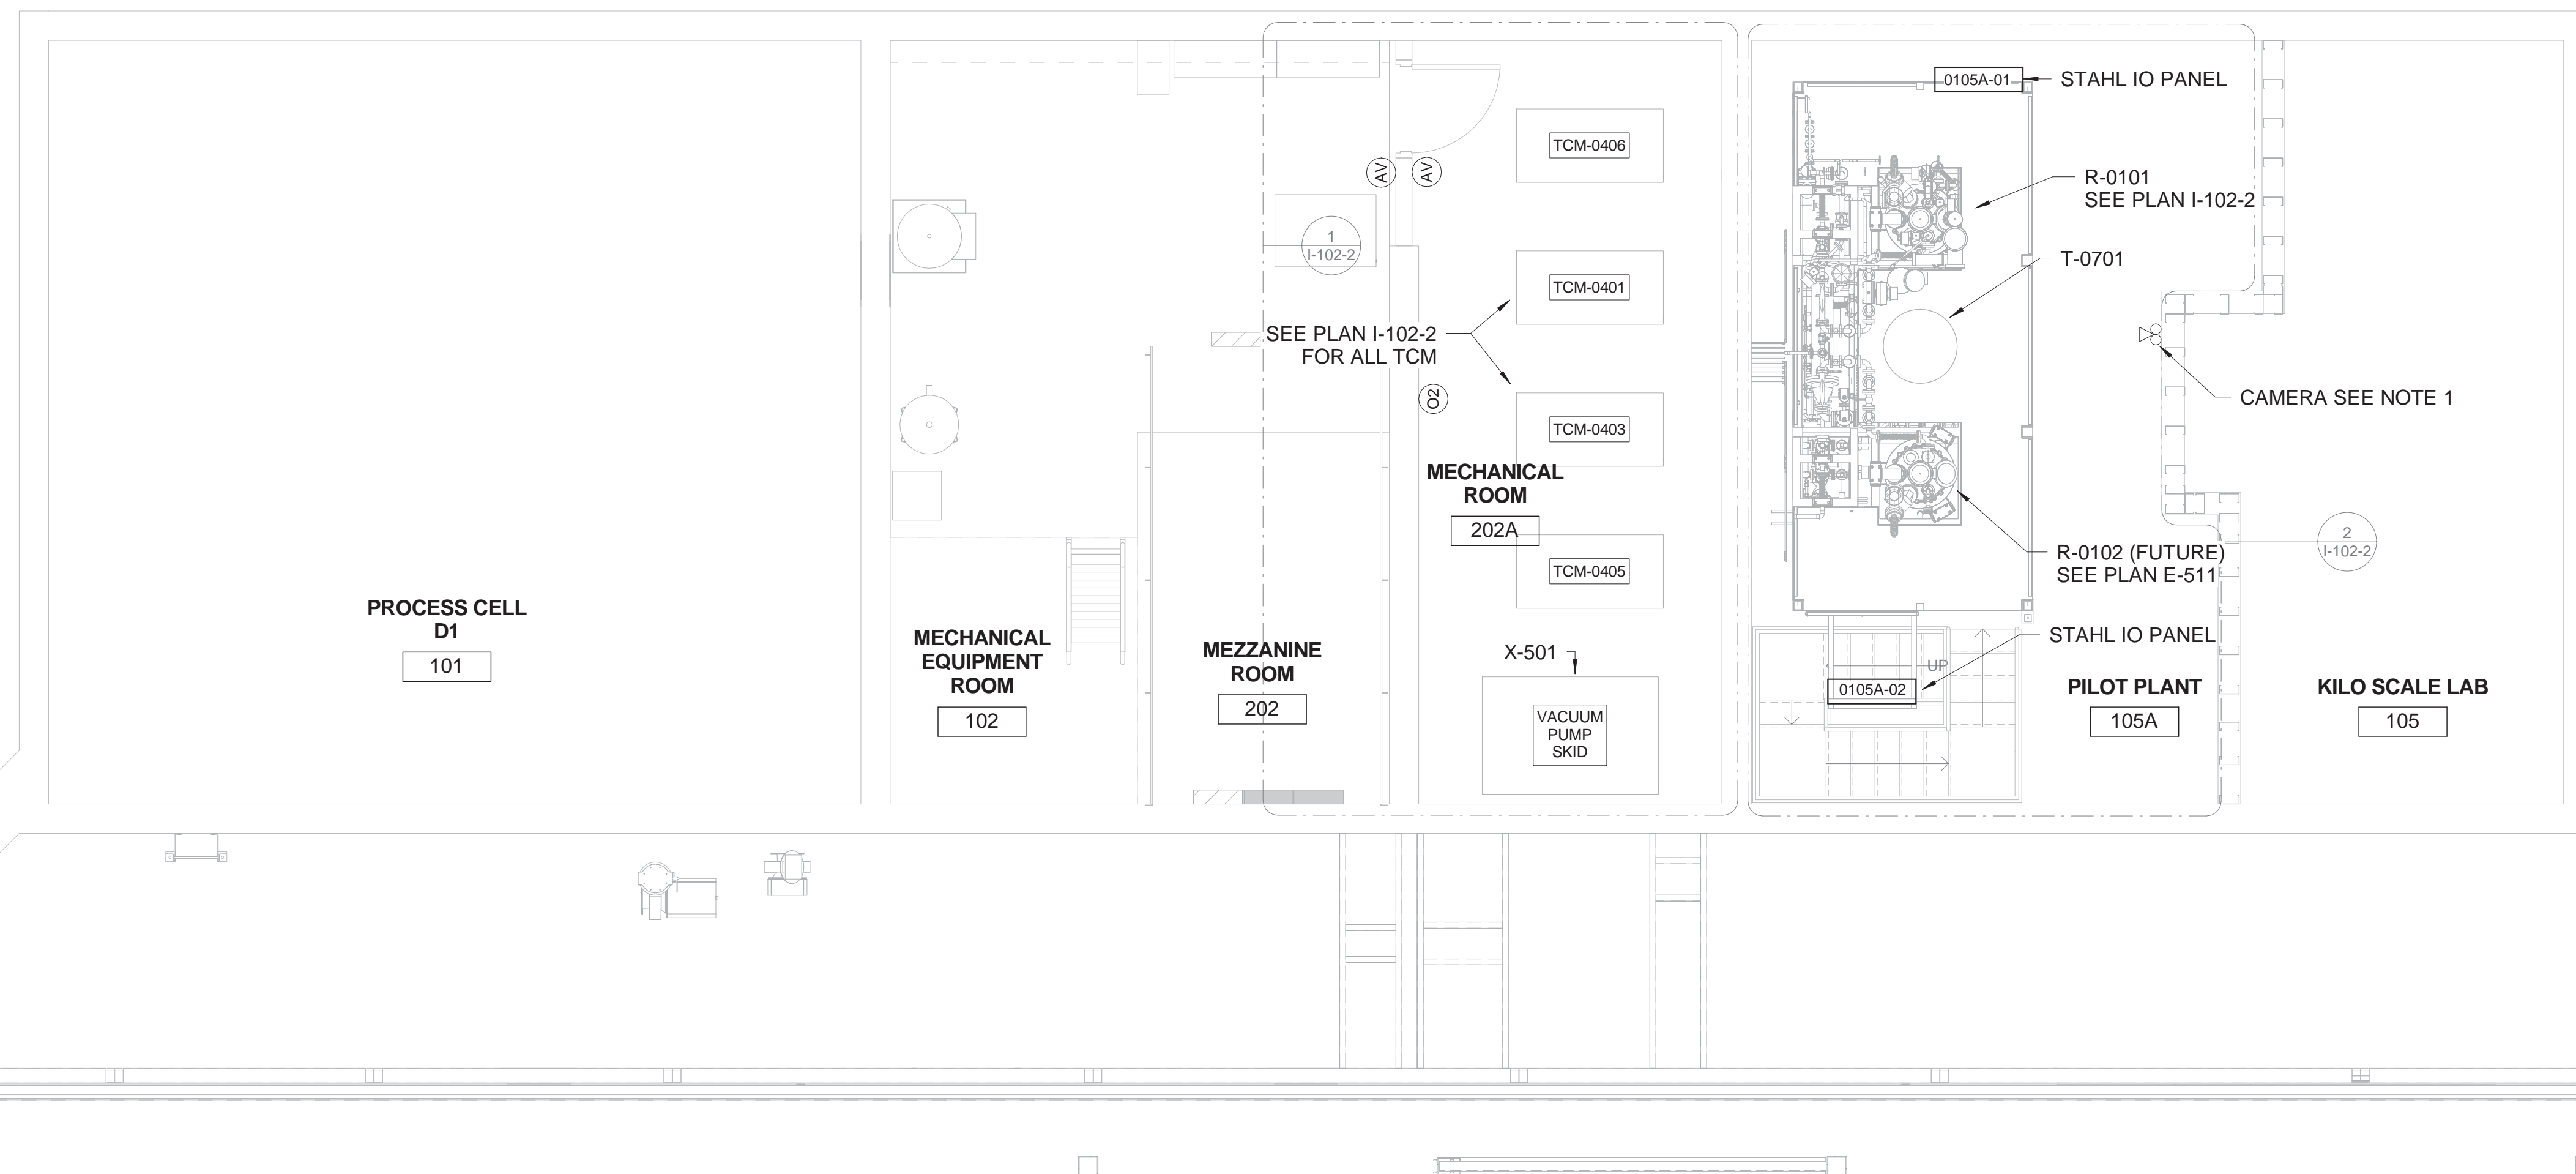 0105A-01
STAHL IO PANEL
TCM-0406
AV
AV
R-0101
SEE PLAN I-102-2
1
I-102-2
T-0701
TCM-0401
SEE PLAN I-102-2
FOR ALL TCM
O2
CAMERA SEE NOTE 1
TCM-0403
MECHANICAL
ROOM
202A
2
I-102-2
R-0102 (FUTURE)
SEE PLAN E-511
TCM-0405
PROCESS CELL
D1
101
MECHANICAL
EQUIPMENT
ROOM
102
MEZZANINE
ROOM
202
X-501
VACUUM
PUMP
SKID
STAHL IO PANEL
UP
0105A-02
PILOT PLANT
105A
KILO SCALE LAB
105